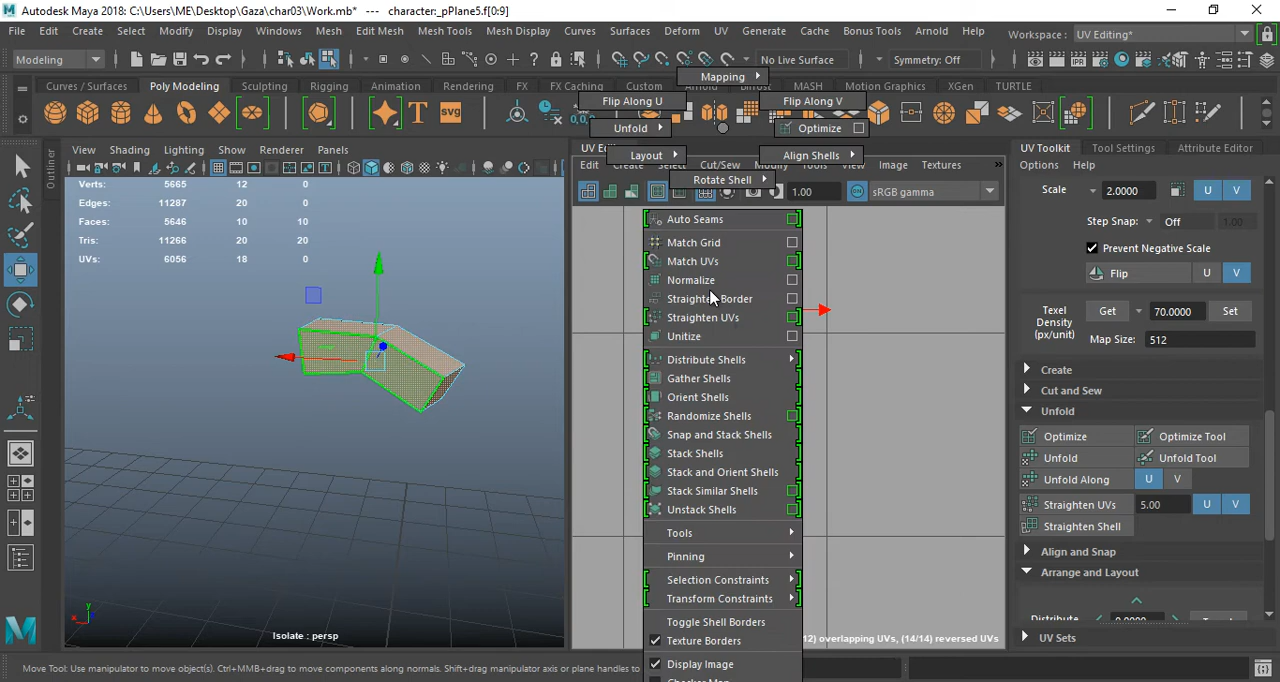 Autodesk Maya 2018: C:\Users\ME\Desktop\Gaza\char03\Work.mb*   ---   character:_pPlane5.f[0:9]
File Edit Create Select Modify Display Windows Mesh Edit Mesh Mesh Tools Mesh Display Curves Surfaces Deform UV Generate Cache Bonus Tools Arnold Help Workspace : UV Editing*
Modeling No Live Surface Symmetry: Off
Mapping
Curves / Surfaces Poly Modeling Sculpting Rigging Animation Rendering FX FX Caching Custom MASH Motion Graphics XGen TURTLE
Flip Along U Flip Along V
Unfold Optimize
Layout Align Shells
Rotate Shell
View Shading Lighting Show Renderer Panels
UV Toolkit Tool Settings Attribute Editor
Edit Create Select Cut/Sew Modify Tools View Image Textures
Options Help
1.00 sRGB gamma
Outliner
Verts: 5665 12
Edges: 11287 20
Faces: 5646 10 10
Tris: 11266 20 20
UVs: 6056 18 0
Isolate : persp
Auto Seams
Match Grid
Match UVs
Normalize
Straighten Border
Straighten UVs
Unitize
Distribute Shells
Gather Shells
Orient Shells
Randomize Shells
Snap and Stack Shells
Stack Shells
Stack and Orient Shells
Stack Similar Shells
Unstack Shells
Tools
Pinning
Selection Constraints
Transform Constraints
Toggle Shell Borders
Texture Borders
Display Image
12) overlapping UVs, (14/14) reversed UVs
Scale 2.0000 U V
Step Snap: Off 1.00
Prevent Negative Scale
Flip U V
Texel
Density
(px/unit)
Get 70.0000 Set
Map Size: 512
Create
Cut and Sew
Unfold
Optimize Optimize Tool
Unfold Unfold Tool
Unfold Along U V
Straighten UVs 5.00 U V
Straighten Shell
Align and Snap
Arrange and Layout
Distribute 0.0000
UV Sets
Move Tool: Use manipulator to move object(s). Ctrl+MMB+drag to move components along normals. Shift+drag manipulator axis or plane handles to